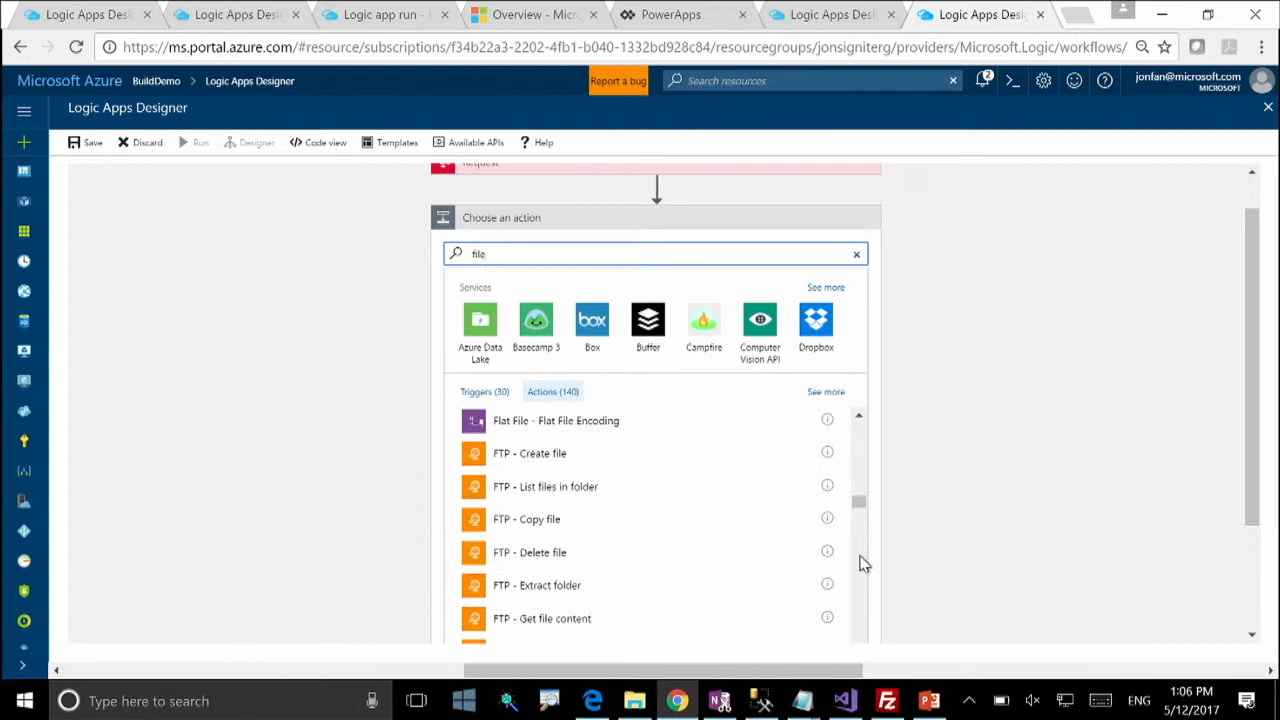 Logic Apps Desi
Logic Apps Desi
Logic app run -
Overview - Micr
PowerApps
Logic Apps Desi
Logic Apps Desi
https://ms.portal.azure.com/#resource/subscriptions/f34b22a3-2202-4fb1-b040-1332bd928c84/resourcegroups/jonsigniterg/providers/Microsoft.Logic/workflows/
Microsoft Azure BuildDemo Logic Apps Designer
Report a bug
Search resources
2
jonfan@microsoft.com
MICROSOFT
Logic Apps Designer
Save Discard Run Designer Code view Templates Available APIs Help
Request
Choose an action
file
Services See more
box
Azure Data Lake
Basecamp 3
Box
Buffer
Campfire
Computer Vision API
Dropbox
Triggers (30) Actions (140) See more
Flat File - Flat File Encoding
FTP - Create file
FTP - List files in folder
FTP - Copy file
FTP - Delete file
FTP - Extract folder
FTP - Get file content
Type here to search
ENG
1:06 PM
5/12/2017